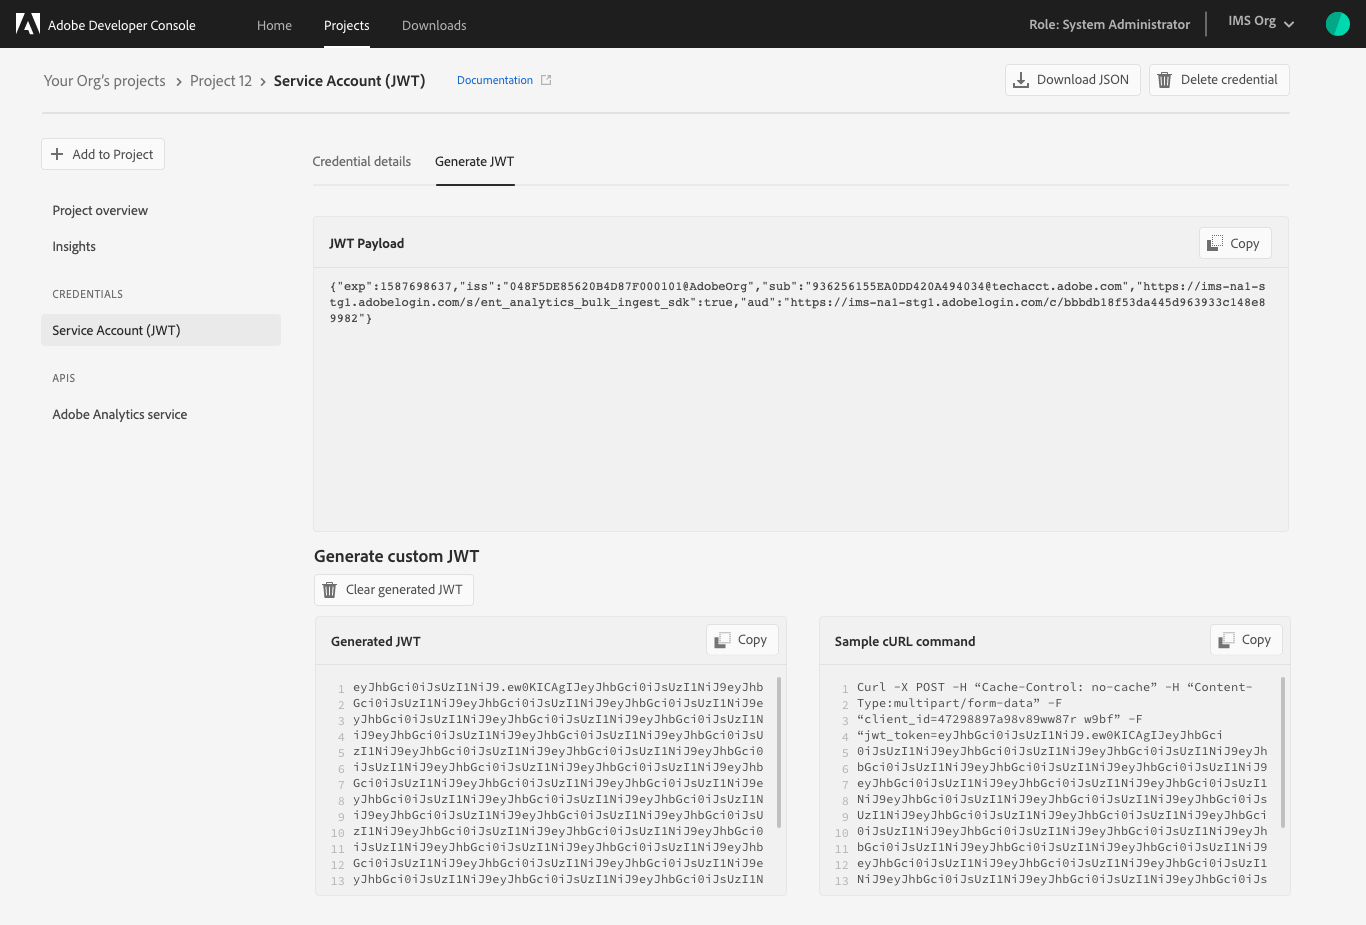 Adobe Developer Console
Home
Projects
Downloads
Role: System Administrator
IMS Org
Your Org's projects > Project 12 > Service Account (JWT)
Documentation
Download JSON
Delete credential
Add to Project
Project overview
Insights
CREDENTIALS
Service Account (JWT)
APIS
Adobe Analytics service
Credential details
Generate JWT
JWT Payload
Copy
{"exp":1587698637,"iss":"048F5DE85620B4D87F000101@AdobeOrg","sub":"936256155EA0DD420A494034@techacct.adobe.com","https://ims-na1-s
tg1.adobelogin.com/s/ent_analytics_bulk_ingest_sdk":true,"aud":"https://ims-na1-stg1.adobelogin.com/c/bbbdb18f53da445d963933c148e8
9982"}
Generate custom JWT
Clear generated JWT
Generated JWT
Copy
1 eyJhbGci0iJsUzI1NiJ9.ew0KICAgIJeyJhbGci0iJsUzI1NiJ9eyJhb
2 Gci0iJsUzI1NiJ9eyJhbGci0iJsUzI1NiJ9eyJhbGci0iJsUzI1NiJ9e
3 yJhbGci0iJsUzI1NiJ9eyJhbGci0iJsUzI1NiJ9eyJhbGci0iJsUzI1N
4 iJ9eyJhbGci0iJsUzI1NiJ9eyJhbGci0iJsUzI1NiJ9eyJhbGci0iJsU
5 zI1NiJ9eyJhbGci0iJsUzI1NiJ9eyJhbGci0iJsUzI1NiJ9eyJhbGci0
6 iJsUzI1NiJ9eyJhbGci0iJsUzI1NiJ9eyJhbGci0iJsUzI1NiJ9eyJhb
7 Gci0iJsUzI1NiJ9eyJhbGci0iJsUzI1NiJ9eyJhbGci0iJsUzI1NiJ9e
8 yJhbGci0iJsUzI1NiJ9eyJhbGci0iJsUzI1NiJ9eyJhbGci0iJsUzI1N
9 iJ9eyJhbGci0iJsUzI1NiJ9eyJhbGci0iJsUzI1NiJ9eyJhbGci0iJsU
10 zI1NiJ9eyJhbGci0iJsUzI1NiJ9eyJhbGci0iJsUzI1NiJ9eyJhbGci0
11 iJsUzI1NiJ9eyJhbGci0iJsUzI1NiJ9eyJhbGci0iJsUzI1NiJ9eyJhb
12 Gci0iJsUzI1NiJ9eyJhbGci0iJsUzI1NiJ9eyJhbGci0iJsUzI1NiJ9e
13 yJhbGci0iJsUzI1NiJ9eyJhbGci0iJsUzI1NiJ9eyJhbGci0iJsUzI1N
Sample cURL command
Copy
1 Curl -X POST -H “Cache-Control: no-cache” -H “Content-
2 Type:multipart/form-data” -F
3 “client_id=47298897a98v89ww87r w9bf” -F
4 “jwt_token=eyJhbGci0iJsUzI1NiJ9.ew0KICAgIJeyJhbGci
5 0iJsUzI1NiJ9eyJhbGci0iJsUzI1NiJ9eyJhbGci0iJsUzI1NiJ9eyJh
6 bGci0iJsUzI1NiJ9eyJhbGci0iJsUzI1NiJ9eyJhbGci0iJsUzI1NiJ9
7 eyJhbGci0iJsUzI1NiJ9eyJhbGci0iJsUzI1NiJ9eyJhbGci0iJsUzI1
8 NiJ9eyJhbGci0iJsUzI1NiJ9eyJhbGci0iJsUzI1NiJ9eyJhbGci0iJs
9 UzI1NiJ9eyJhbGci0iJsUzI1NiJ9eyJhbGci0iJsUzI1NiJ9eyJhbGci
10 0iJsUzI1NiJ9eyJhbGci0iJsUzI1NiJ9eyJhbGci0iJsUzI1NiJ9eyJh
11 bGci0iJsUzI1NiJ9eyJhbGci0iJsUzI1NiJ9eyJhbGci0iJsUzI1NiJ9
12 eyJhbGci0iJsUzI1NiJ9eyJhbGci0iJsUzI1NiJ9eyJhbGci0iJsUzI1
13 NiJ9eyJhbGci0iJsUzI1NiJ9eyJhbGci0iJsUzI1NiJ9eyJhbGci0iJs